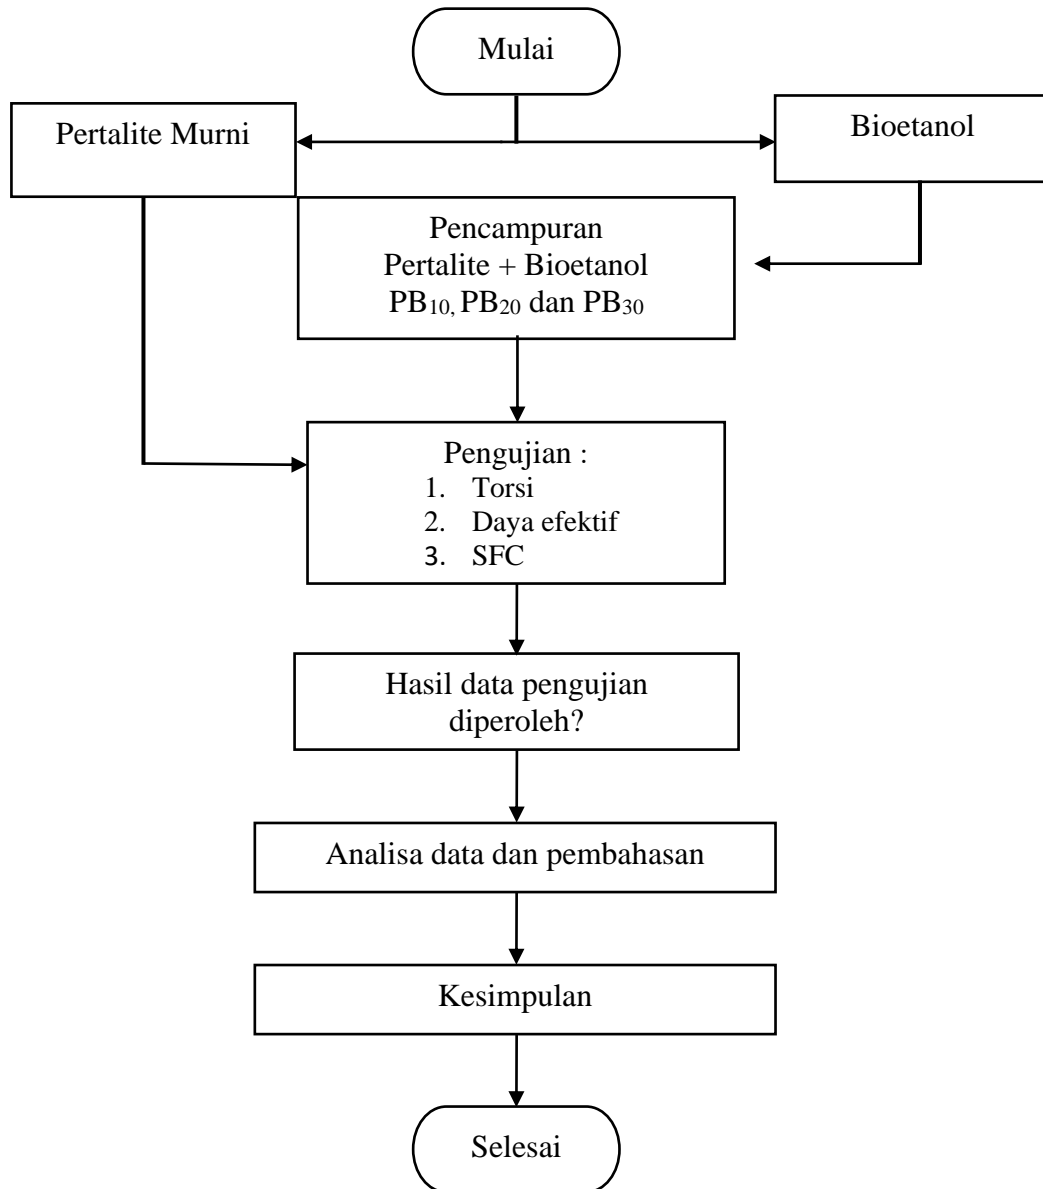 Mulai
Pertalite Murni
Bioetanol
Pencampuran
Pertalite + Bioetanol
PB₁₀, PB₂₀ dan PB₃₀
Pengujian :
1. Torsi
2. Daya efektif
3. SFC
Hasil data pengujian
diperoleh?
Analisa data dan pembahasan
Kesimpulan
Selesai